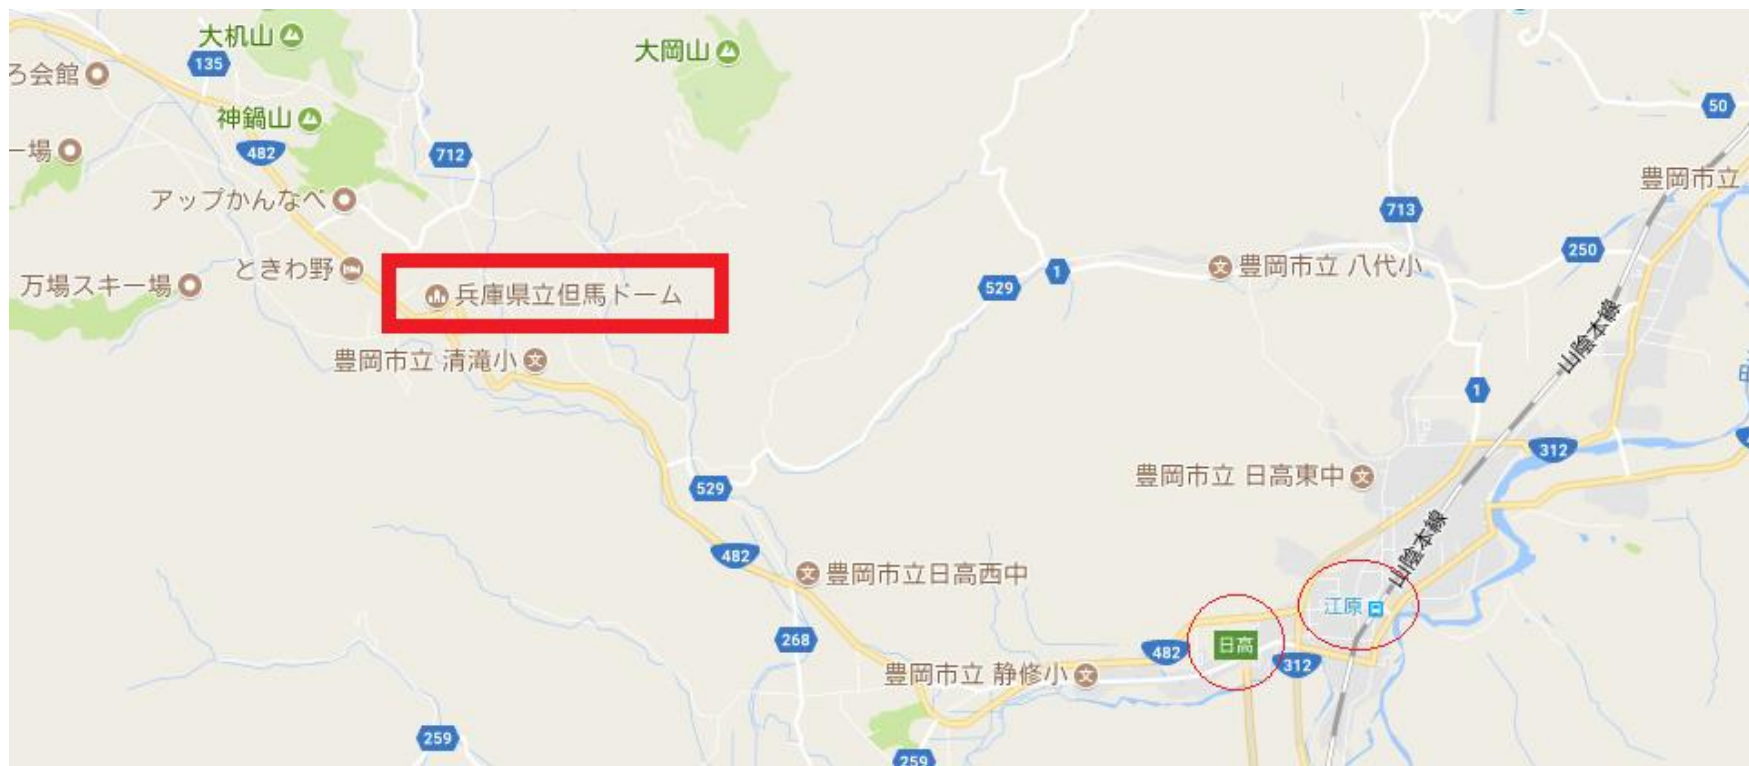 大机山
大岡山
ろ会館
135
50
神鍋山
一場
482
712
豊岡市立
アップかんなべ
713
250
ときわ野
豊岡市立 八代小
1
万場スキー場
兵庫県立但馬ドーム
529
山陰本線
豊岡市立 清滝小
1
312
豊岡市立 日高東中
529
山陰本線
482
豊岡市立日高西中
江原
268
日高
482
312
豊岡市立 静修小
259
259